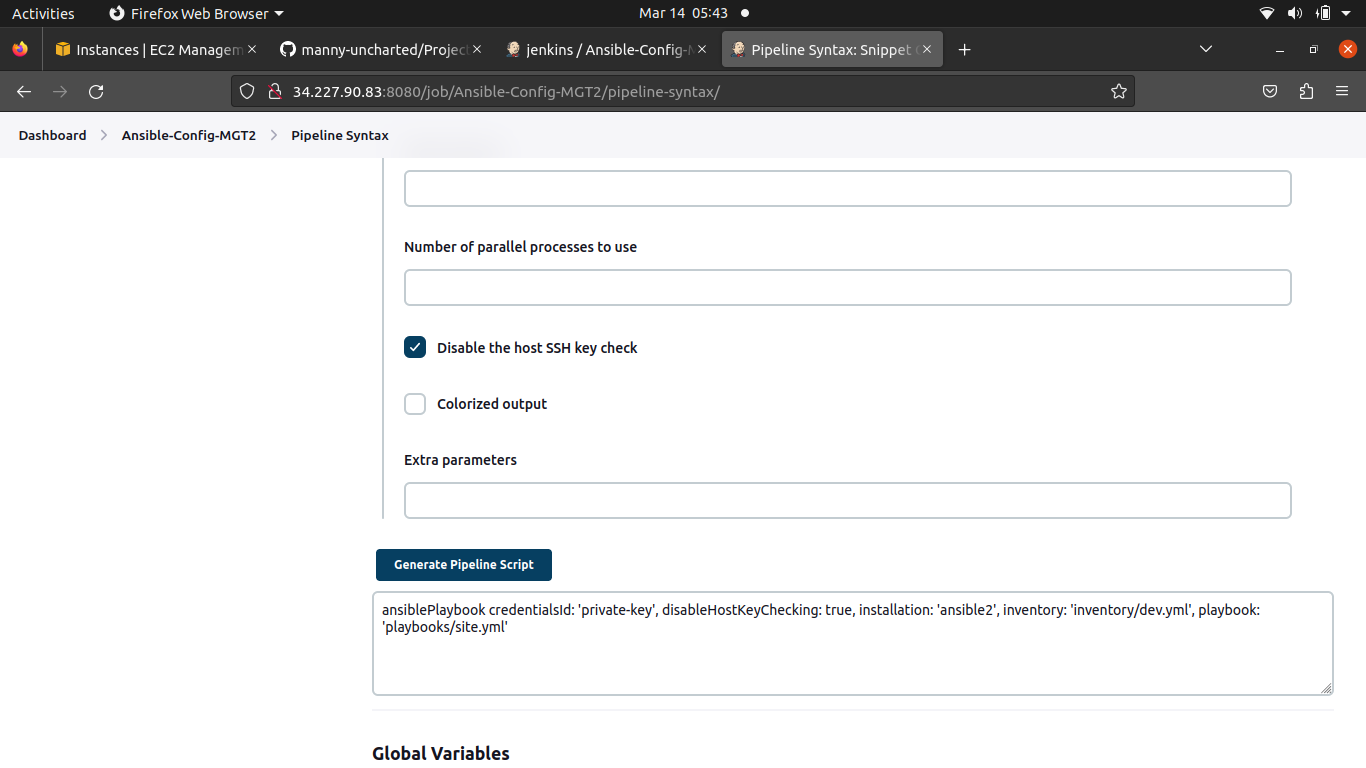 Activities
Firefox Web Browser
Mar 14 05:43
Instances | EC2 Managem
manny-uncharted/Projec
jenkins / Ansible-Config-M
Pipeline Syntax: Snippet G
34.227.90.83:8080/job/Ansible-Config-MGT2/pipeline-syntax/
Dashboard
Ansible-Config-MGT2
Pipeline Syntax
Number of parallel processes to use
Disable the host SSH key check
Colorized output
Extra parameters
Generate Pipeline Script
ansiblePlaybook credentialsId: 'private-key', disableHostKeyChecking: true, installation: 'ansible2', inventory: 'inventory/dev.yml', playbook:
'playbooks/site.yml'
Global Variables